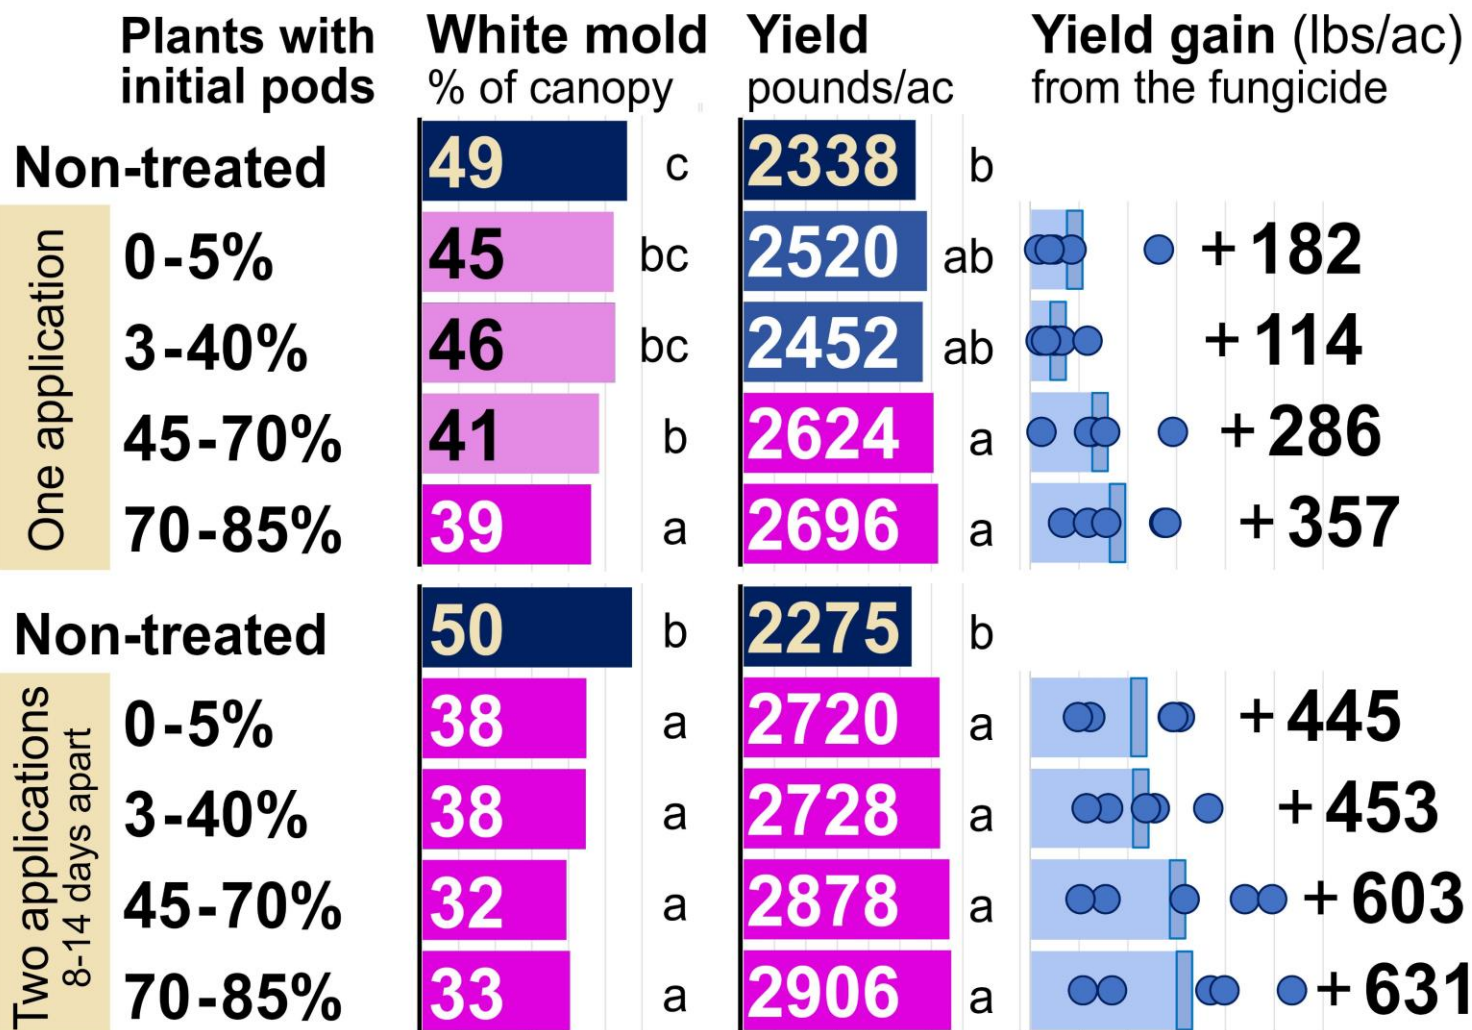 Plants with initial pods
White mold % of canopy
Yield pounds/ac
Yield gain (lbs/ac) from the fungicide
Non-treated 49 c 2338 b
One application
0-5% 45 bc 2520 ab +182
3-40% 46 bc 2452 ab +114
45-70% 41 b 2624 a +286
70-85% 39 a 2696 a +357
Non-treated 50 b 2275 b
Two applications
8-14 days apart
0-5% 38 a 2720 a +445
3-40% 38 a 2728 a +453
45-70% 32 a 2878 a +603
70-85% 33 a 2906 a +631